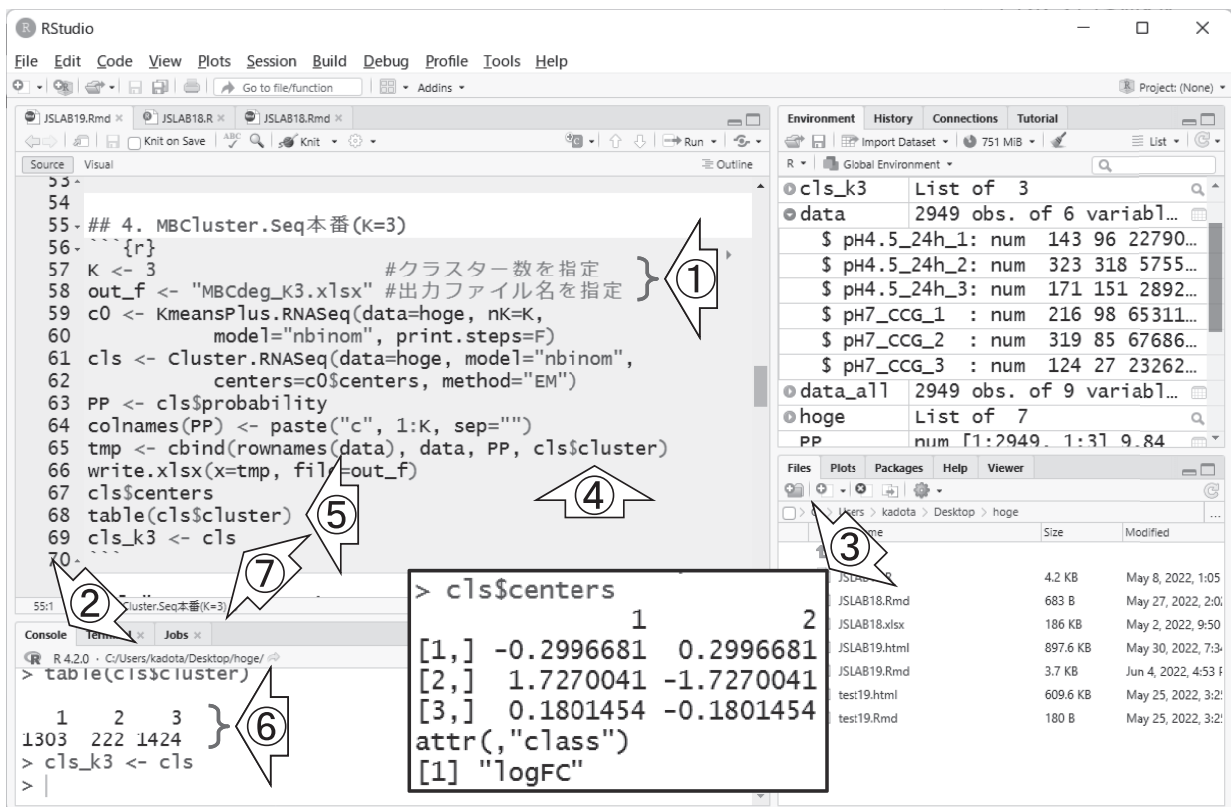 RStudio
File Edit Code View Plots Session Build Debug Profile Tools Help
Go to file/function
Addins
Project: (None)
JSLAB19.Rmd × JSLAB18.R × JSLAB18.Rmd ×
Knit on Save ABC Knit Run
Source Visual Outline
53
54
55 ## 4. MBCluster.Seq本番(K=3)
56 ```{r}
57 K <- 3 #クラスター数を指定
58 out_f <- "MBCdeg_K3.xlsx" #出力ファイル名を指定
59 c0 <- KmeansPlus.RNASeq(data=hoge, nK=K,
60 model="nbinom", print.steps=F)
61 cls <- Cluster.RNASeq(data=hoge, model="nbinom",
62 centers=c0$centers, method="EM")
63 PP <- cls$probability
64 colnames(PP) <- paste("c", 1:K, sep="")
65 tmp <- cbind(rownames(data), data, PP, cls$cluster)
66 write.xlsx(x=tmp, file=out_f)
67 cls$centers
68 table(cls$cluster)
69 cls_k3 <- cls
70 ```
①
②
③
④
⑤
⑥
⑦
55:1 Cluster.Seq本番(K=3)
Console Terminal × Jobs ×
R 4.2.0 · C:/Users/kadota/Desktop/hoge/
> table(cls$cluster)
1 2 3
1303 222 1424
> cls_k3 <- cls
>
> cls$centers
1 2
[1,] -0.2996681 0.2996681
[2,] 1.7270041 -1.7270041
[3,] 0.1801454 -0.1801454
attr(,"class")
[1] "logFC"
Environment History Connections Tutorial
Import Dataset 751 MiB List
R Global Environment
cls_k3 List of 3
data 2949 obs. of 6 variabl…
$ pH4.5_24h_1: num 143 96 22790…
$ pH4.5_24h_2: num 323 318 5755…
$ pH4.5_24h_3: num 171 151 2892…
$ pH7_CCG_1 : num 216 98 65311…
$ pH7_CCG_2 : num 319 85 67686…
$ pH7_CCG_3 : num 124 27 23262…
data_all 2949 obs. of 9 variabl…
hoge List of 7
PP num [1:2949, 1:3] 9.84
Files Plots Packages Help Viewer
Users > kadota > Desktop > hoge
Size Modified
4.2 KB May 8, 2022, 1:05
JSLAB18.Rmd 683 B May 27, 2022, 2:0
JSLAB18.xlsx 186 KB May 2, 2022, 9:50
JSLAB19.html 897.6 KB May 30, 2022, 7:3
JSLAB19.Rmd 3.7 KB Jun 4, 2022, 4:53
test19.html 609.6 KB May 25, 2022, 3:2
test19.Rmd 180 B May 25, 2022, 3:2